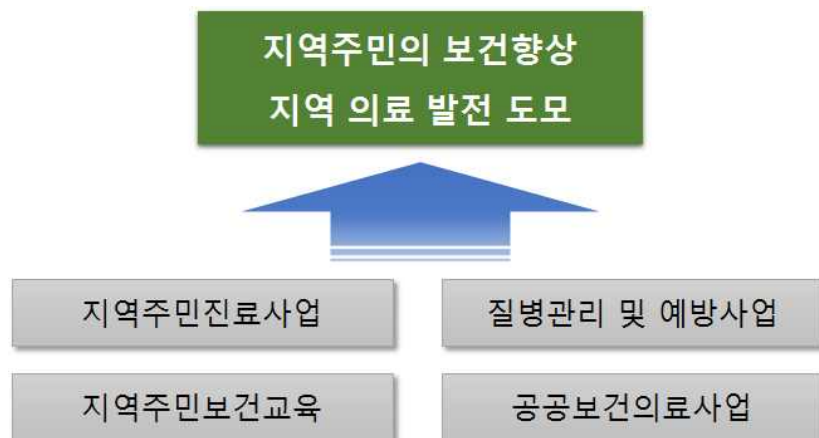 지역주민의 보건향상
지역 의료 발전 도모
지역주민진료사업
질병관리 및 예방사업
지역주민보건교육
공공보건의료사업